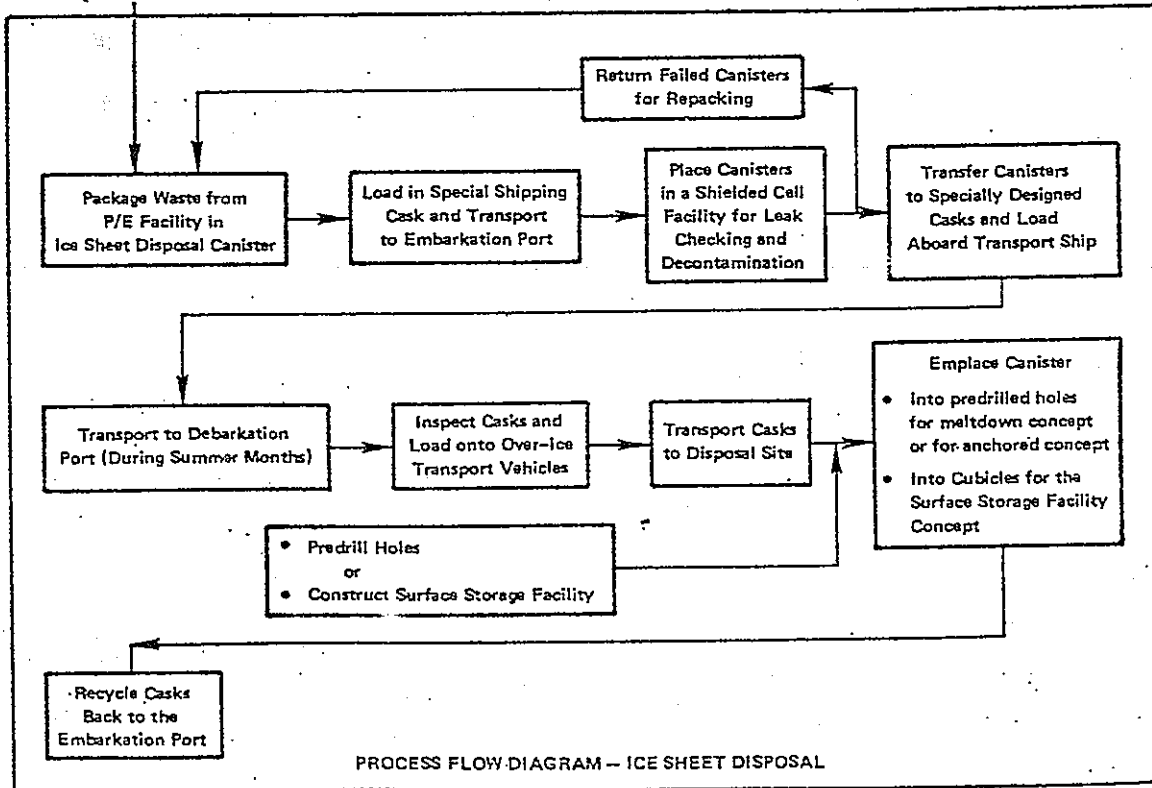 Return Failed Canisters
for Repacking
Package Waste from
P/E Facility in
Ice Sheet Disposal Canister
Load in Special Shipping
Cask and Transport
to Embarkation Port
Place Canisters
in a Shielded Cell
Facility for Leak
Checking and
Decontamination
Transfer Canisters
to Specially Designed
Casks and Load
Aboard Transport Ship
Transport to Debarkation
Port (During Summer Months)
Inspect Casks and
Load onto Over-ice
Transport Vehicles
Transport Casks
to Disposal Site
Emplace Canister
• Into predrilled holes
for meltdown concept
or for anchored concept
• Into Cubicles for the
Surface Storage Facility
Concept
• Predrill Holes
or
• Construct Surface Storage Facility
Recycle Casks
Back to the
Embarkation Port
PROCESS FLOW DIAGRAM – ICE SHEET DISPOSAL